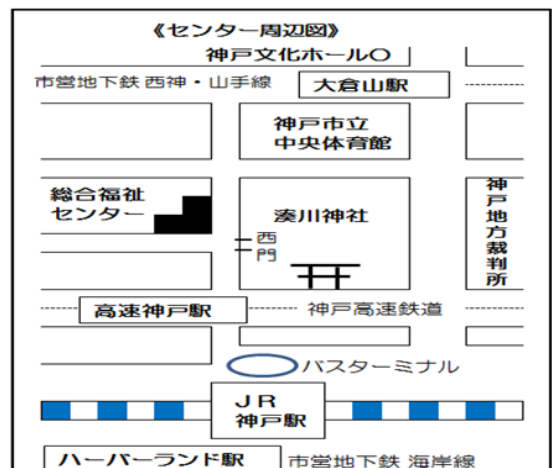 《センター周辺図》
神戸文化ホール〇
市営地下鉄 西神・山手線
大倉山駅
神戸市立
中央体育館
総合福祉
センター
湊川神社
西門
神戸地方裁判所
高速神戸駅
神戸高速鉄道
バスターミナル
ＪＲ
神戸駅
ハーバーランド駅
市営地下鉄 海岸線